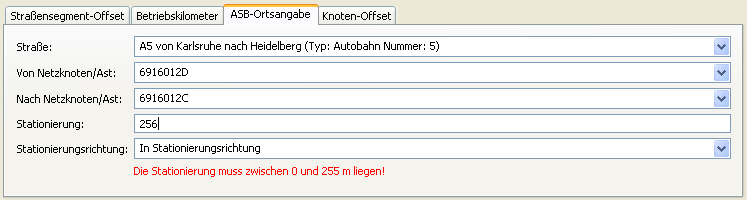 Straßensegment-Offset Betriebskilometer ASB-Ortsangabe Knoten-Offset
Straße: A5 von Karlsruhe nach Heidelberg (Typ: Autobahn Nummer: 5)
Von Netzknoten/Ast: 6916012D
Nach Netzknoten/Ast: 6916012C
Stationierung: 256
Stationierungsrichtung: In Stationierungsrichtung
Die Stationierung muss zwischen 0 und 255 m liegen!